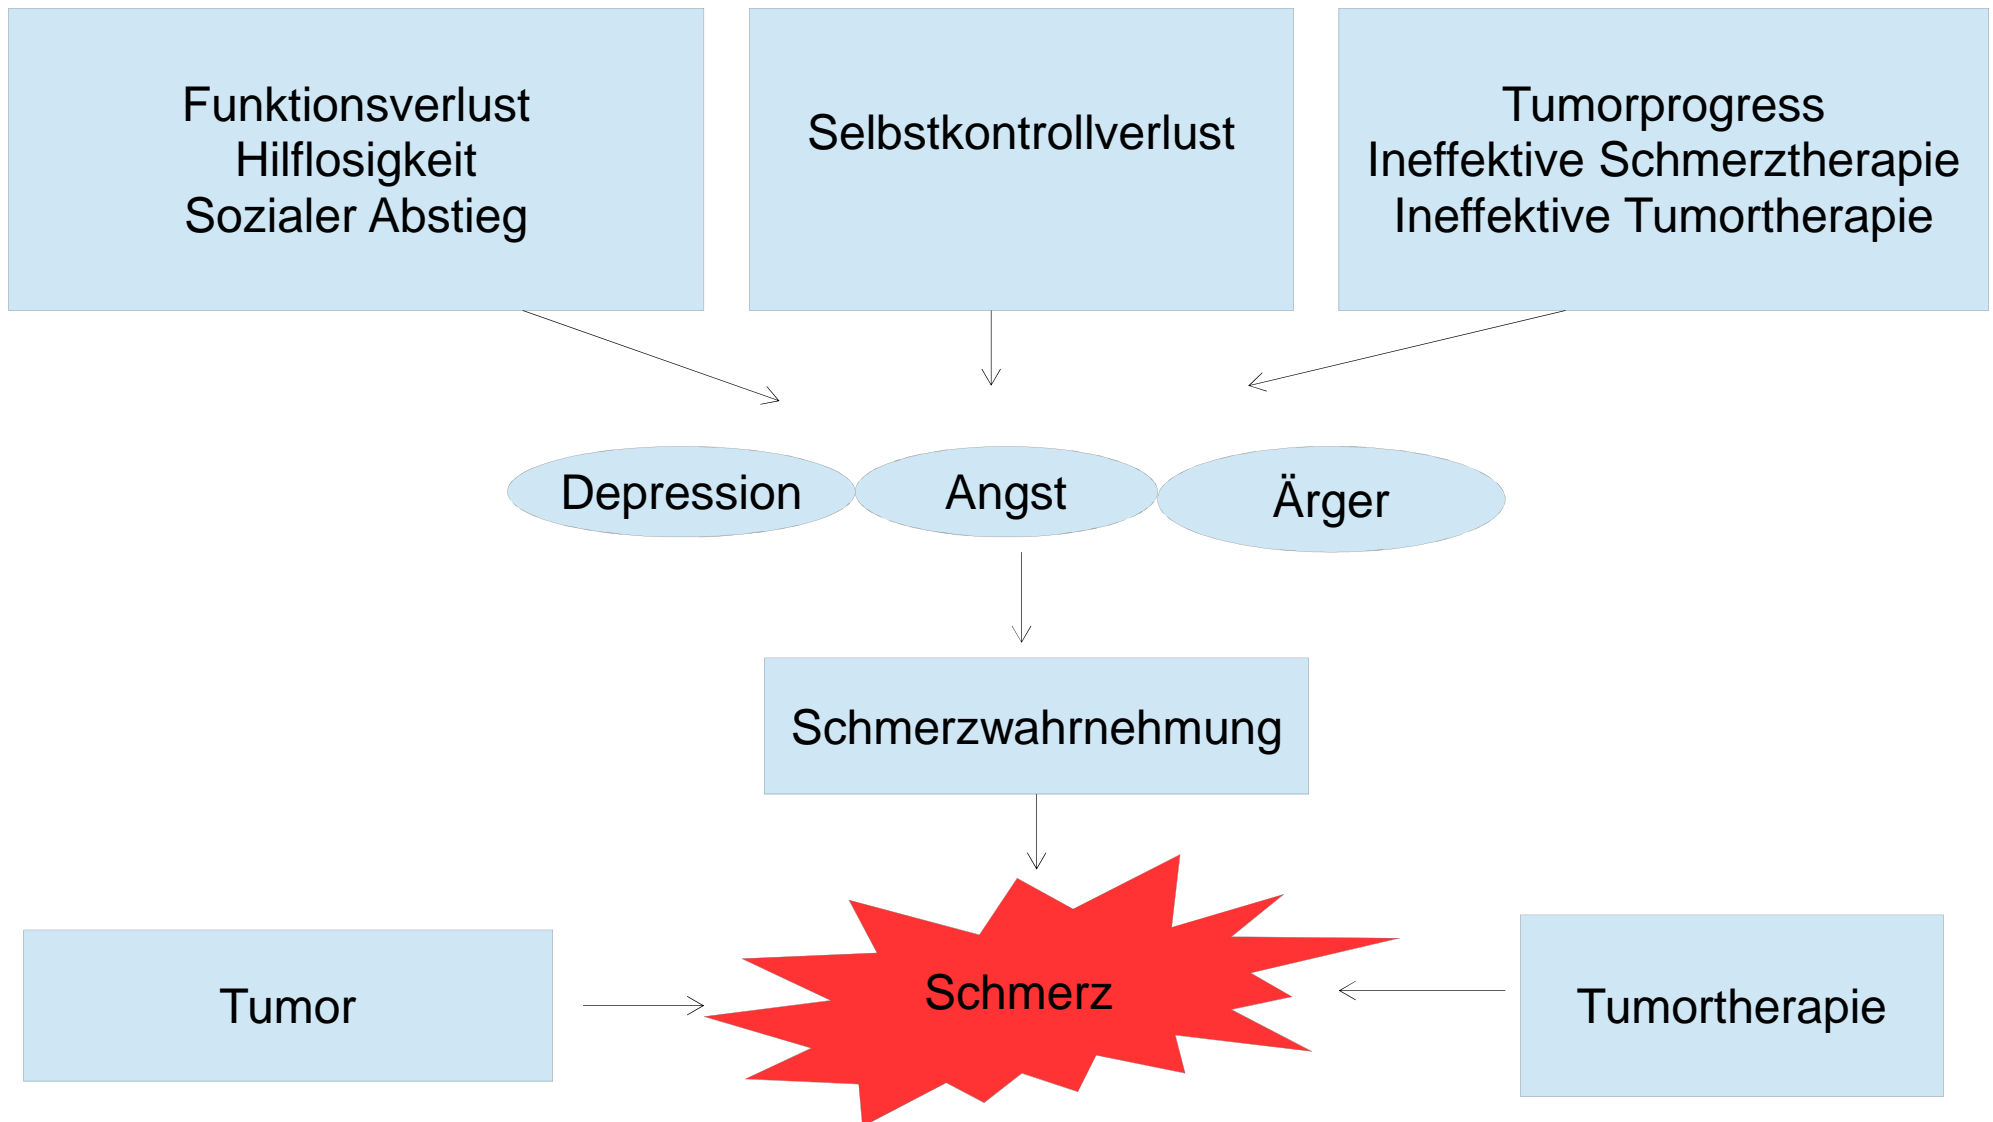 Funktionsverlust
Hilflosigkeit
Sozialer Abstieg
Selbstkontrollverlust
Tumorprogress
Ineffektive Schmerztherapie
Ineffektive Tumortherapie
Depression
Angst
Ärger
Schmerzwahrnehmung
Tumor
Schmerz
Tumortherapie